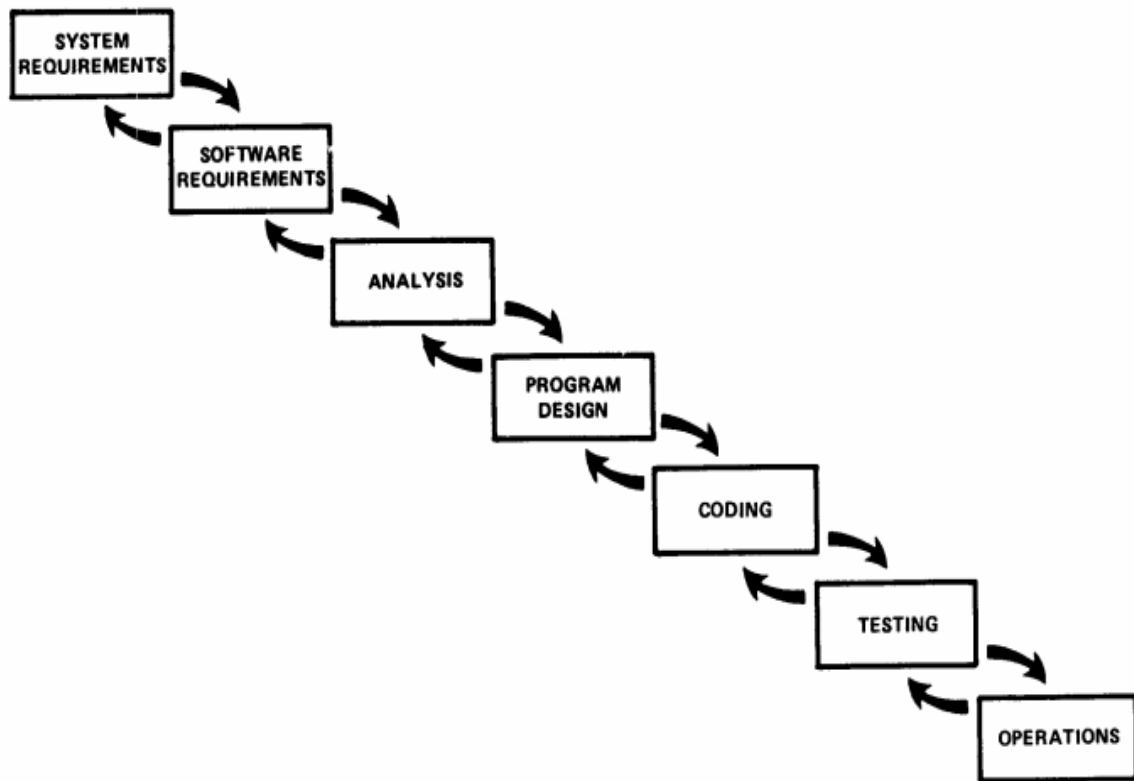 SYSTEM
REQUIREMENTS
SOFTWARE
REQUIREMENTS
ANALYSIS
PROGRAM
DESIGN
CODING
TESTING
OPERATIONS